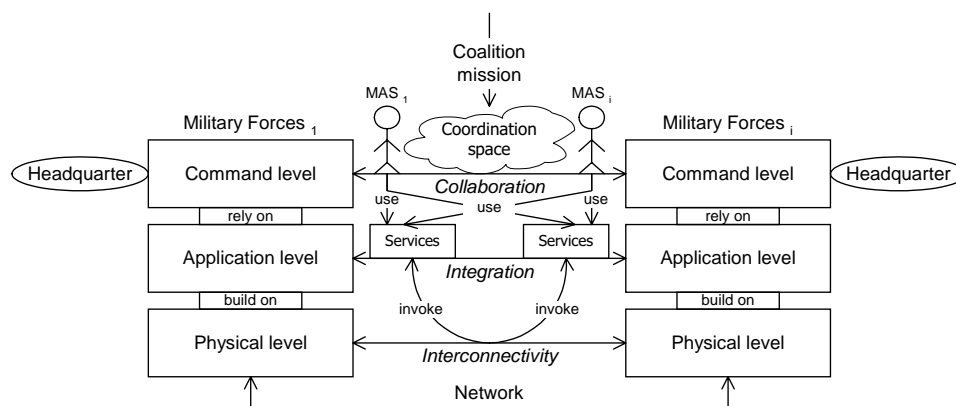 Coalition
mission
MAS 1
MAS i
Military Forces 1
Coordination
space
Military Forces i
Headquarter
Command level
Collaboration
Command level
Headquarter
use
use
use
rely on
rely on
Services
Services
Application level
Integration
Application level
build on
invoke
invoke
build on
Physical level
Interconnectivity
Physical level
Network